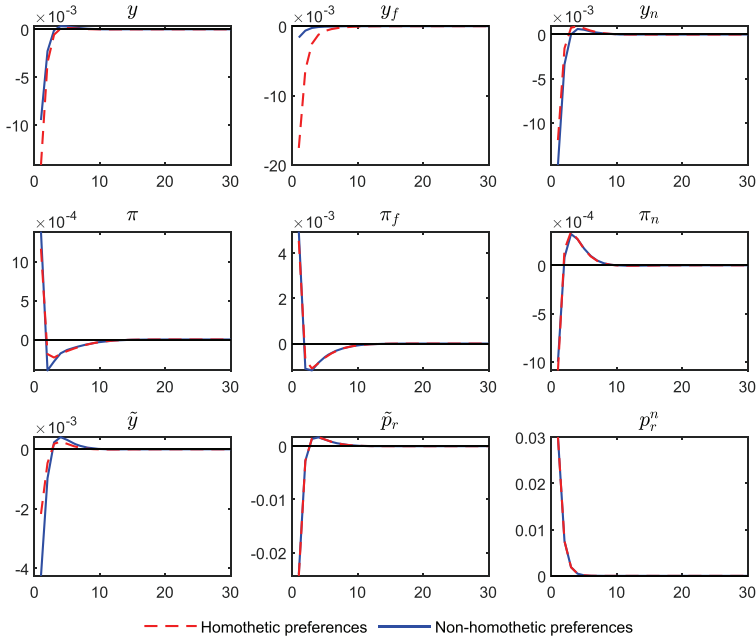 y y_f y_n
×10⁻³ ×10⁻³ ×10⁻³
0 0 0
-5 -10 -5
-10 -20 -10
0 10 20 30 0 10 20 30 0 10 20 30
π π_f π_n
×10⁻⁴ ×10⁻³ ×10⁻⁴
10 4 0
5 2 -5
0 0 -10
0 10 20 30 0 10 20 30 0 10 20 30
ỹ p̃_r p_r^n
×10⁻³
0 0 0.03
-2 -0.01 0.02
-4 -0.02 0.01
0
0 10 20 30 0 10 20 30 0 10 20 30
Homothetic preferences Non-homothetic preferences